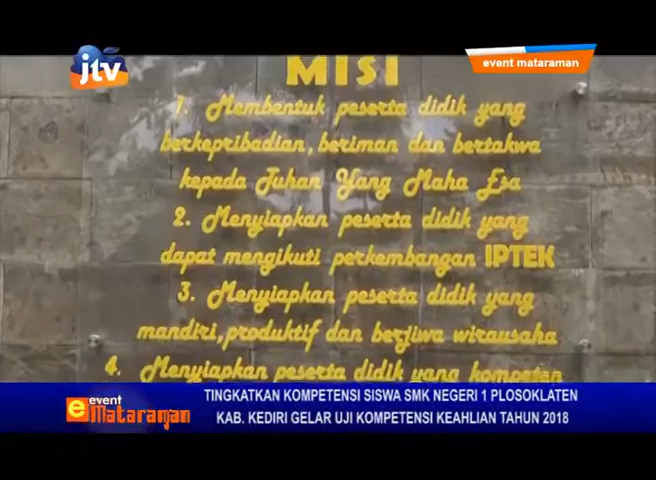 jtv
event mataraman
MISI
1. Membentuk peserta didik yang
berkepribadian, beriman dan bertakwa
kepada Tuhan Yang Maha Esa
2. Menyiapkan peserta didik yang
dapat mengikuti perkembangan IPTEK
3. Menyiapkan peserta didik yang
mandiri, produktif dan berjiwa wirausaha
4. Menyiapkan peserta didik yang kompeten
e event
Mataraman
TINGKATKAN KOMPETENSI SISWA SMK NEGERI 1 PLOSOKLATEN
KAB. KEDIRI GELAR UJI KOMPETENSI KEAHLIAN TAHUN 2018